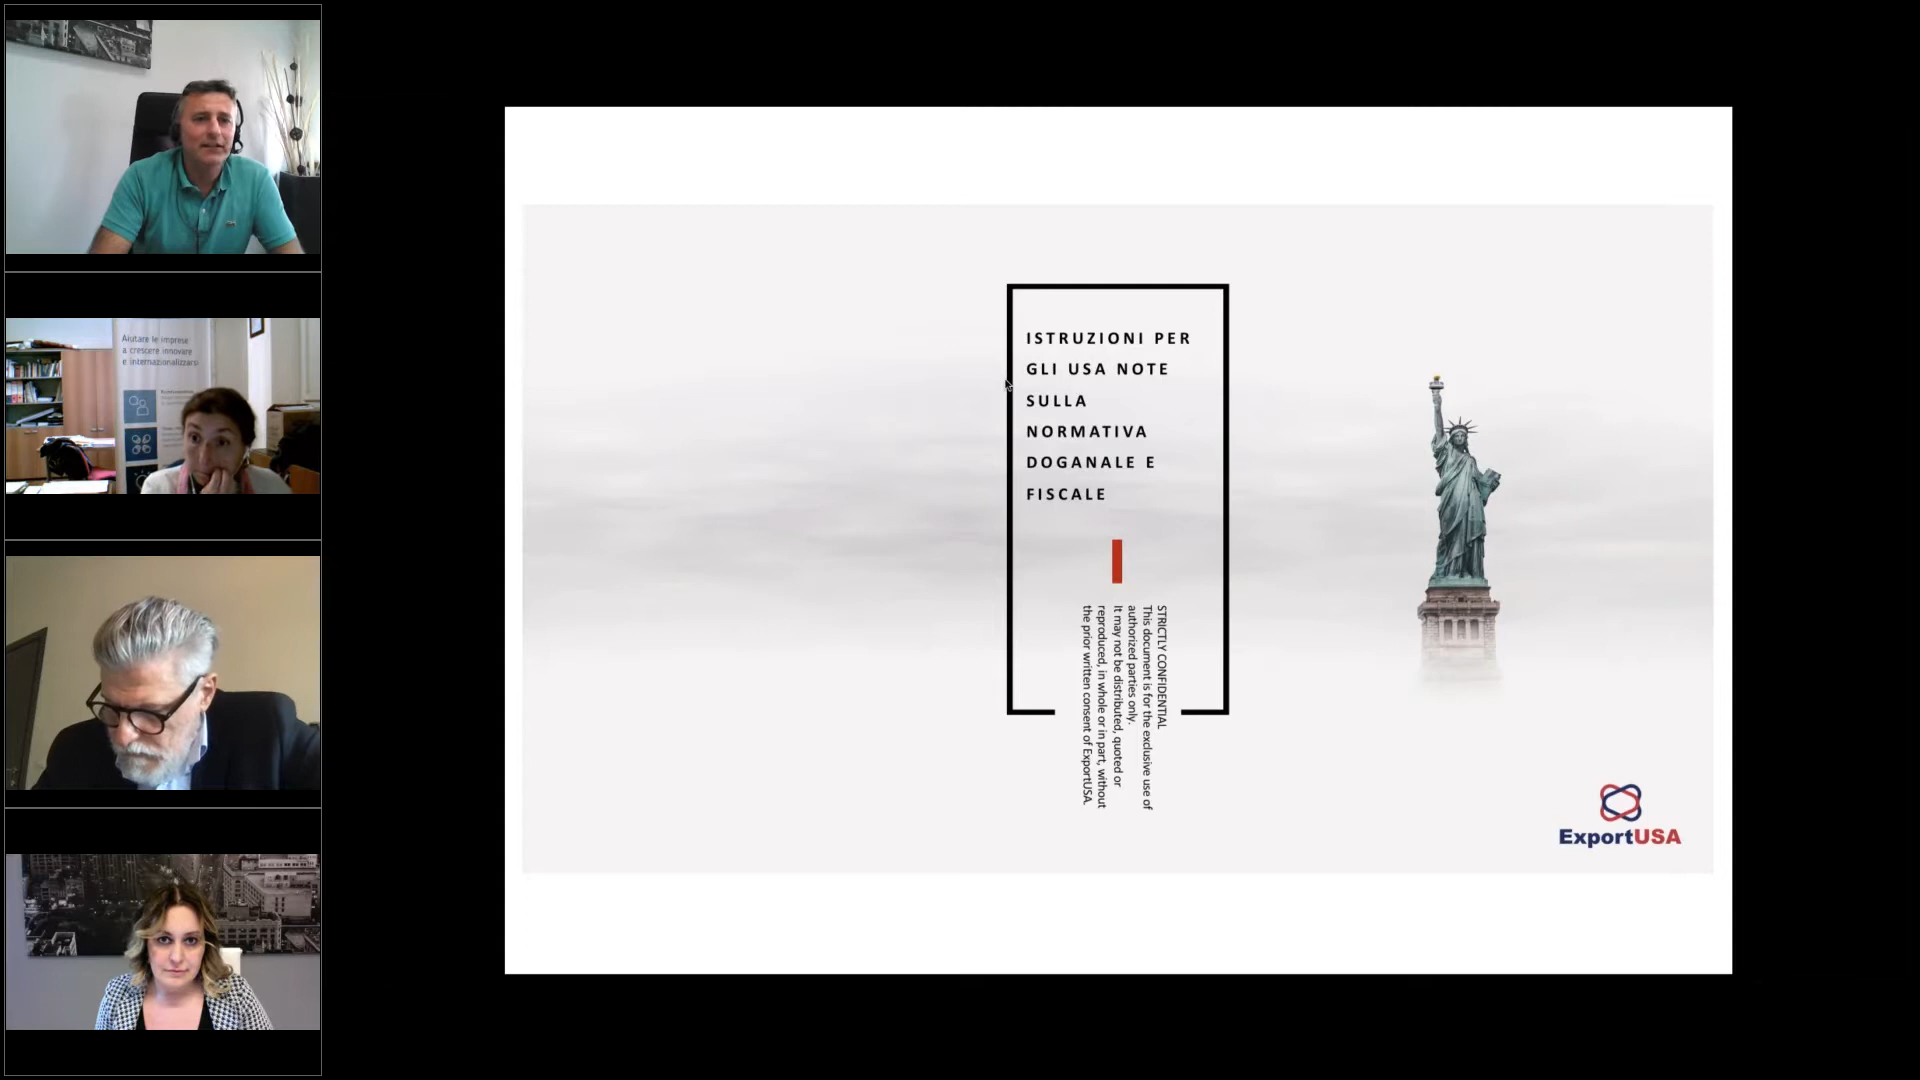 Aiutare le imprese
a crescere innovare
e internazionalizzarsi
ISTRUZIONI PER
GLI USA NOTE
SULLA
NORMATIVA
DOGANALE E
FISCALE
STRICTLY CONFIDENTIAL
This document is for the exclusive use of
authorized parties only.
It may not be distributed, quoted or
reproduced, in whole or in part, without
the prior written consent of ExportUSA.
ExportUSA